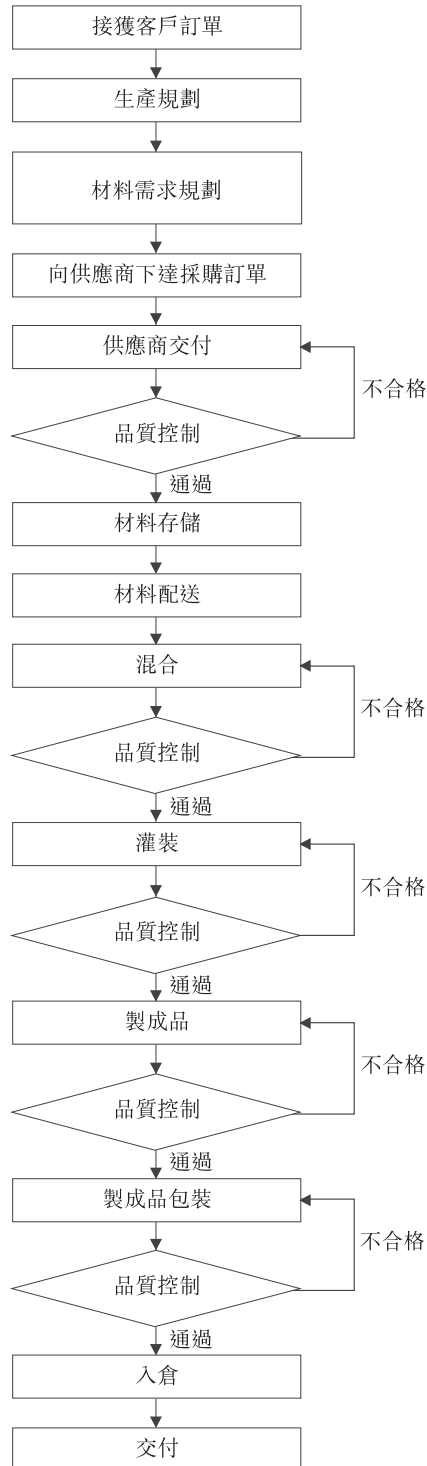 接獲客戶訂單
生產規劃
材料需求規劃
向供應商下達採購訂單
供應商交付
不合格
品質控制
通過
材料存儲
材料配送
混合
不合格
品質控制
通過
灌裝
不合格
品質控制
通過
製成品
不合格
品質控制
通過
製成品包裝
不合格
品質控制
通過
入倉
交付